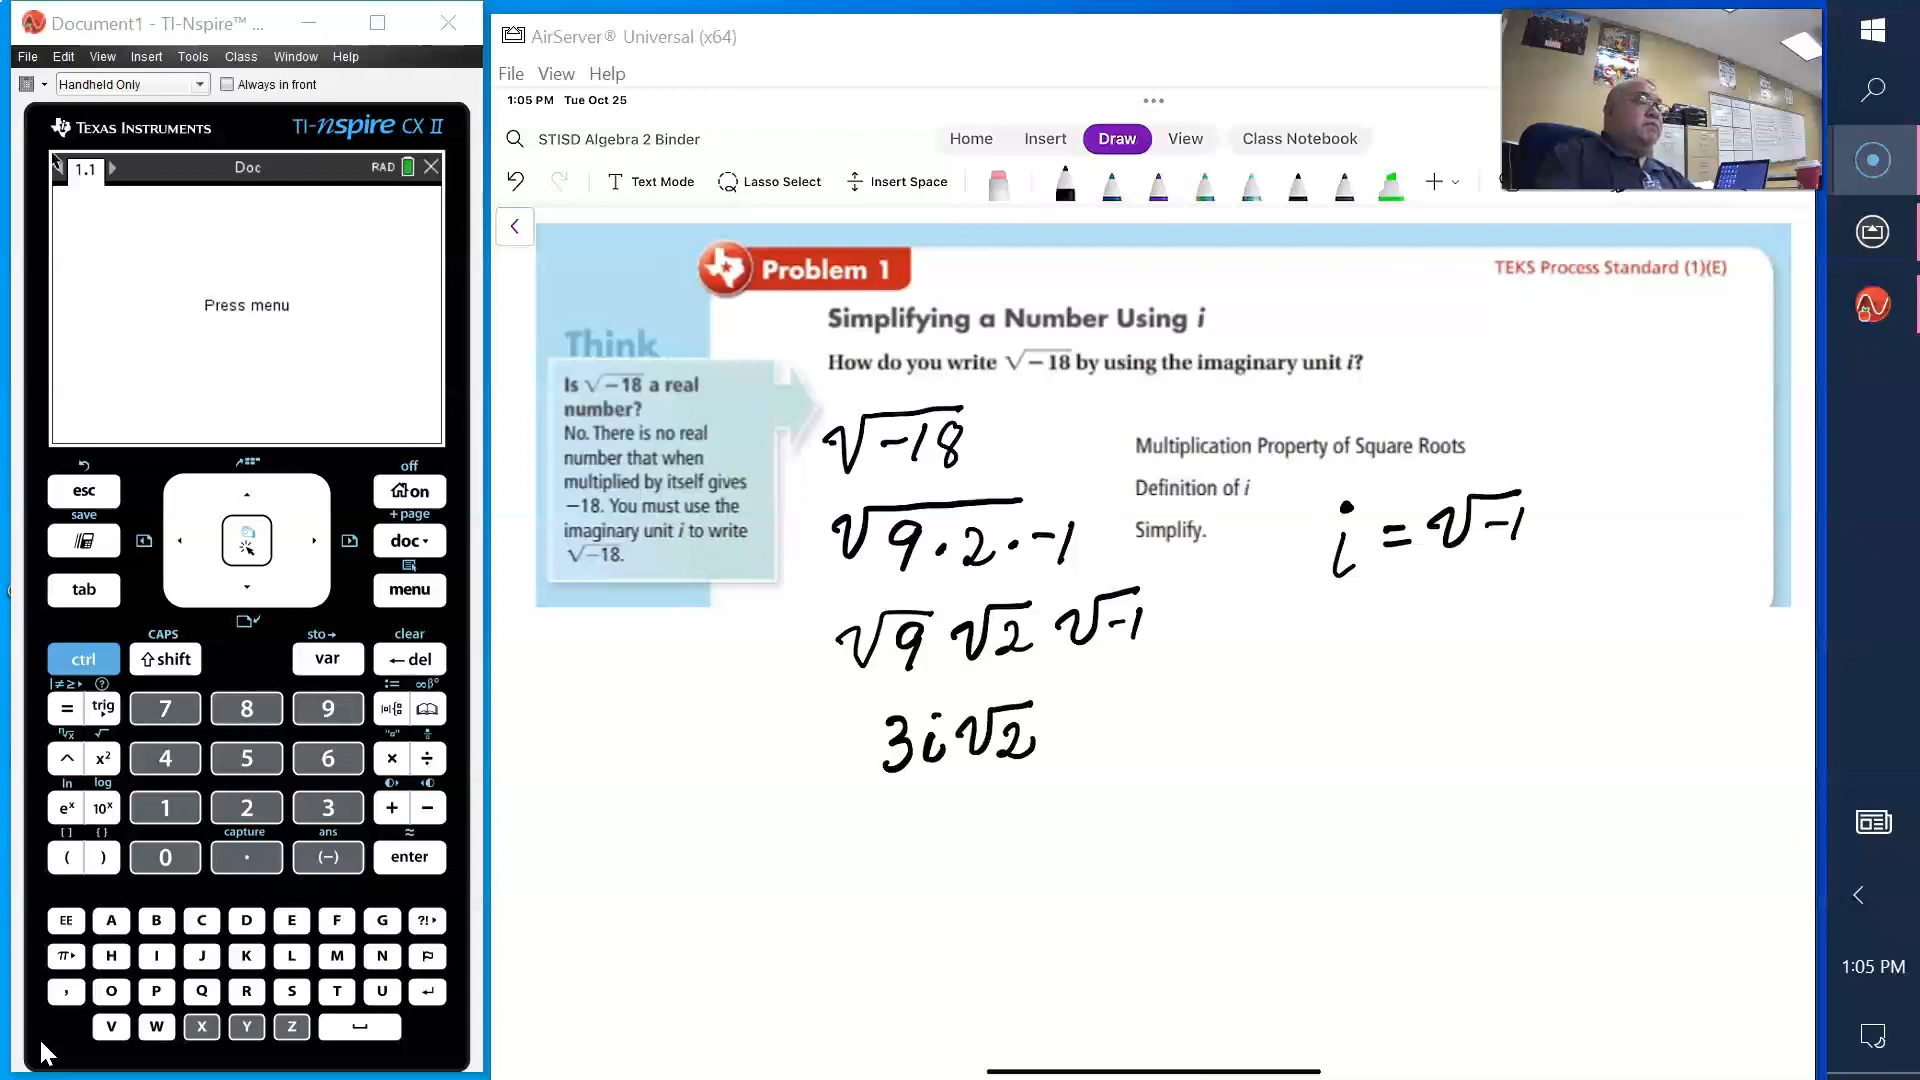 Document1 - TI-Nspire™ ...
File Edit View Insert Tools Class Window Help
Handheld Only
Always in front
TEXAS INSTRUMENTS
TI-nspire CX II
1.1
Doc
RAD
Press menu
off
esc
on
save
+ page
doc
tab
menu
CAPS
sto→
clear
ctrl
shift
var
← del
= trig 7 8 9
^ x² 4 5 6 × ÷
ln log
eˣ 10ˣ 1 2 3 + −
[ ] { } capture ans ≈
( ) 0 . (−) enter
EE A B C D E F G ?!▸
π▸ H I J K L M N
, O P Q R S T U
V W X Y Z
AirServer® Universal (x64)
File View Help
1:05 PM Tue Oct 25
STISD Algebra 2 Binder
Home Insert Draw View Class Notebook
Text Mode
Lasso Select
Insert Space
Problem 1
TEKS Process Standard (1)(E)
Simplifying a Number Using i
How do you write √−18 by using the imaginary unit i?
Think
Is √−18 a real
number?
No. There is no real
number that when
multiplied by itself gives
−18. You must use the
imaginary unit i to write
√−18.
√-18
√9·2·-1
√9 √2 √-1
3i√2
Multiplication Property of Square Roots
Definition of i
Simplify.
i = √-1
1:05 PM